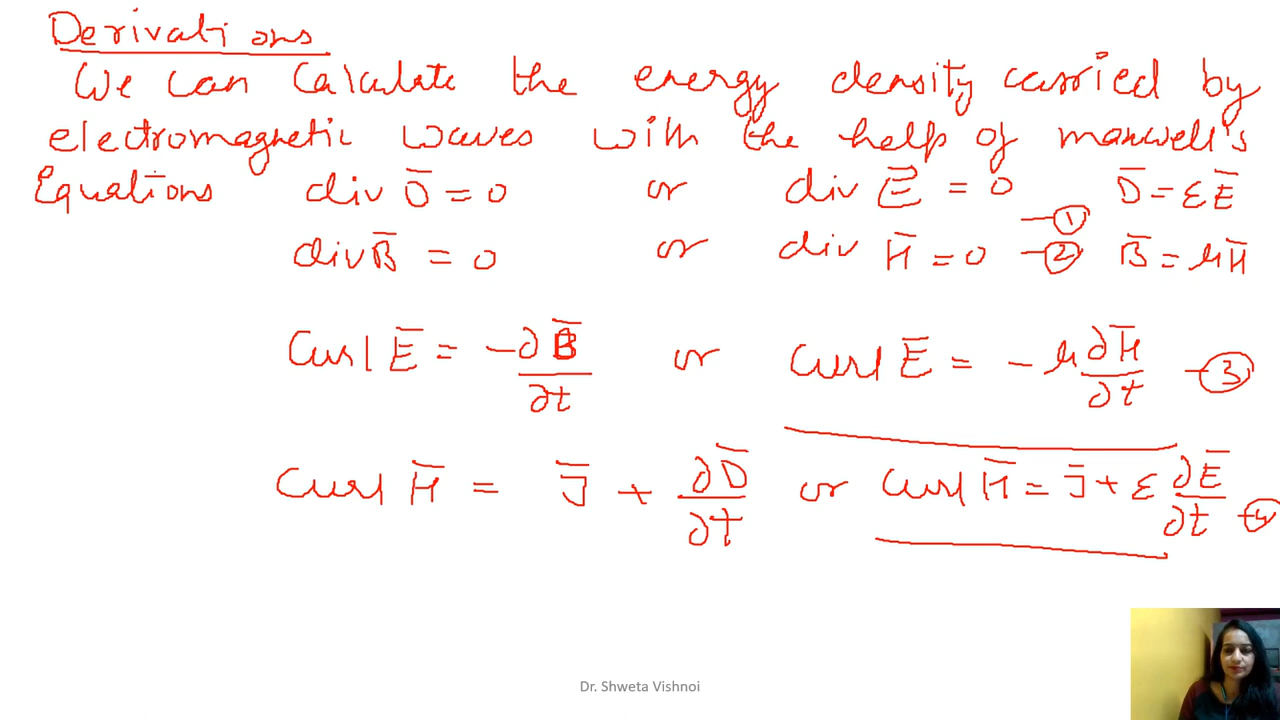 Derivations
We can Calculate the energy density carried by
electromagnetic waves with the help of maxwell's
Equations div D̄ = 0 or div E⃗ = 0 —① D̄ = εĒ
div B̄ = 0 or div H̄ = 0 —② B̄ = μH̄
Curl Ē = -∂B̄/∂t or Curl Ē = -μ ∂H̄/∂t —③
Curl H̄ = J̄ + ∂D̄/∂t or Curl H̄ = J̄ + ε ∂Ē/∂t —④
Dr. Shweta Vishnoi